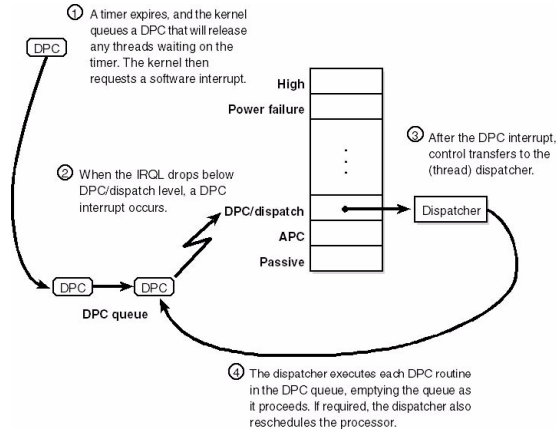 ① A timer expires, and the kernel
queues a DPC that will release
any threads waiting on the
timer. The kernel then
requests a software interrupt.
DPC
High
Power failure
③ After the DPC interrupt,
control transfers to the
(thread) dispatcher.
② When the IRQL drops below
DPC/dispatch level, a DPC
interrupt occurs.
DPC/dispatch
Dispatcher
APC
Passive
DPC
DPC
DPC queue
④ The dispatcher executes each DPC routine
in the DPC queue, emptying the queue as
it proceeds. If required, the dispatcher also
reschedules the processor.